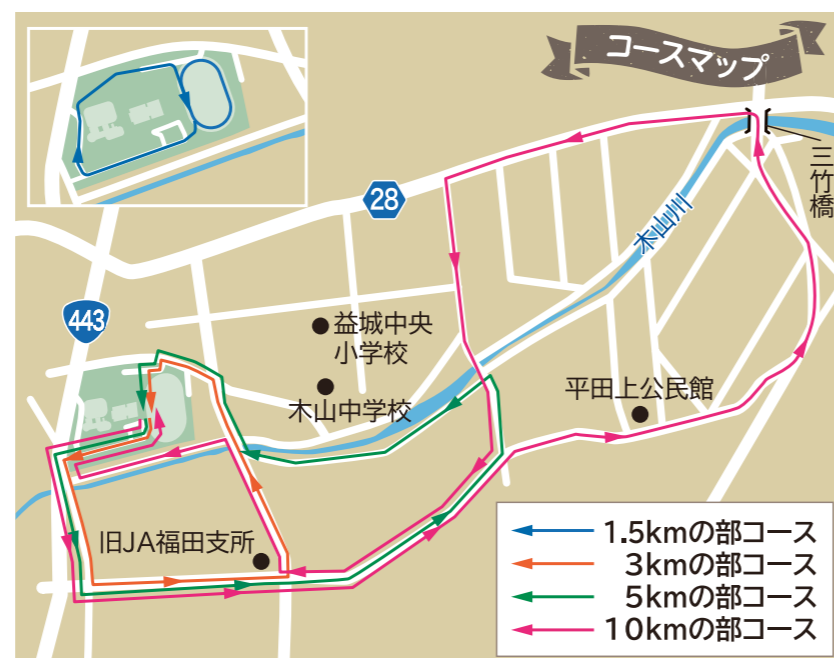 コースマップ
三竹橋
28
木山州
443
益城中央
小学校
木山中学校
平田上公民館
旧JA福田支所
1.5kmの部コース
3kmの部コース
5kmの部コース
10kmの部コース